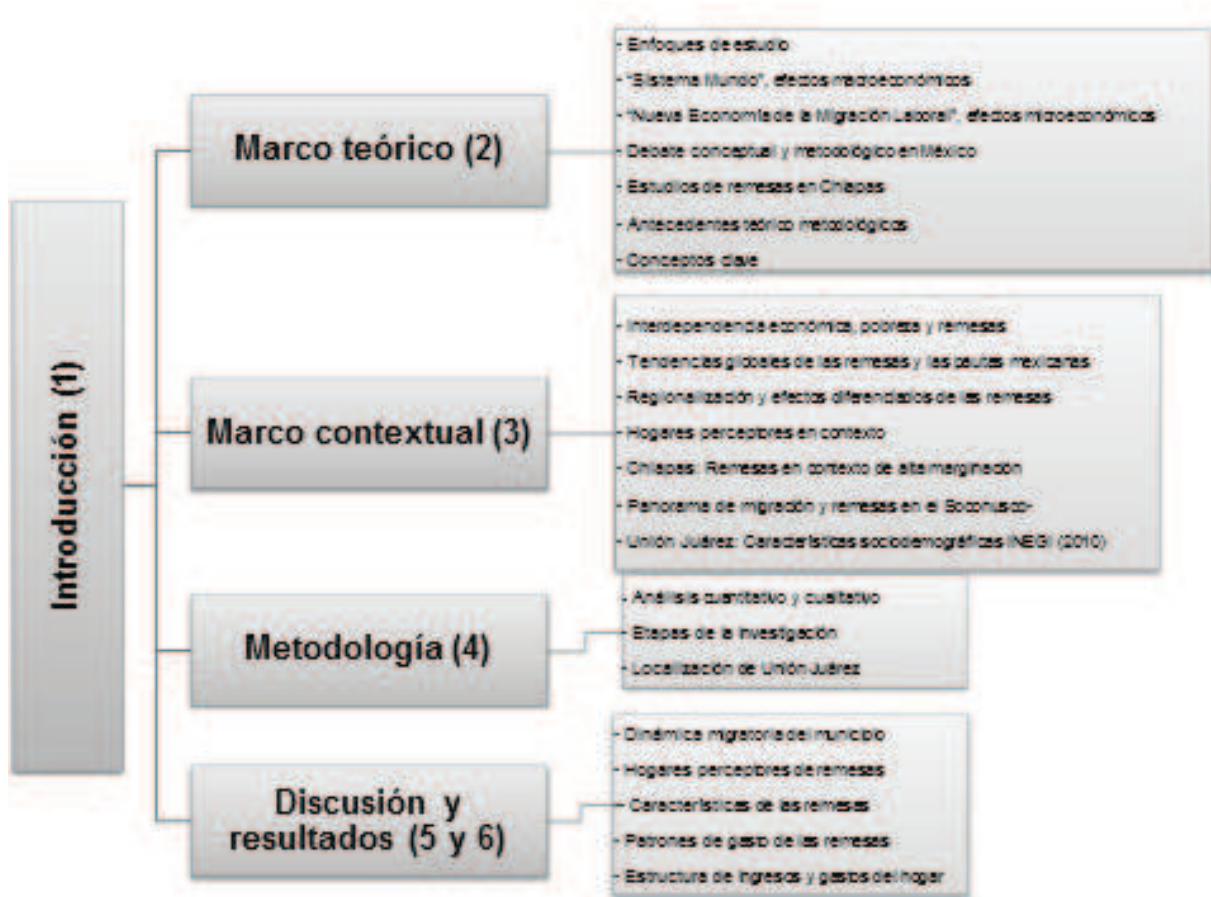 Introducción (1)
Marco teórico (2)
- Enfoques de estudio
- "Sistema Mundo", efectos macroeconómicos
- "Nueva Economía de la Migración Laboral", efectos microeconómicos
- Debate conceptual y metodológico en México
- Estudios de remesas en Chiapas
- Antecedentes teórico metodológicos
- Conceptos clave
Marco contextual (3)
- Interdependencia económica, pobreza y remesas
- Tendencias globales de las remesas y las pautas mexicanas
- Regionalización y efectos diferenciados de las remesas
- Hogares perceptores en contexto
- Chiapas: Remesas en contexto de alta marginación
- Panorama de migración y remesas en el Soconusco-
- Unión Juárez: Características sociodemográficas INEGI (2010)
Metodología (4)
- Análisis cuantitativo y cualitativo
- Etapas de la investigación
- Localización de Unión Juárez
Discusión y
resultados (5 y 6)
- Dinámica migratoria del municipio
- Hogares perceptores de remesas
- Características de las remesas
- Patrones de gasto de las remesas
- Estructura de ingresos y gastos del hogar